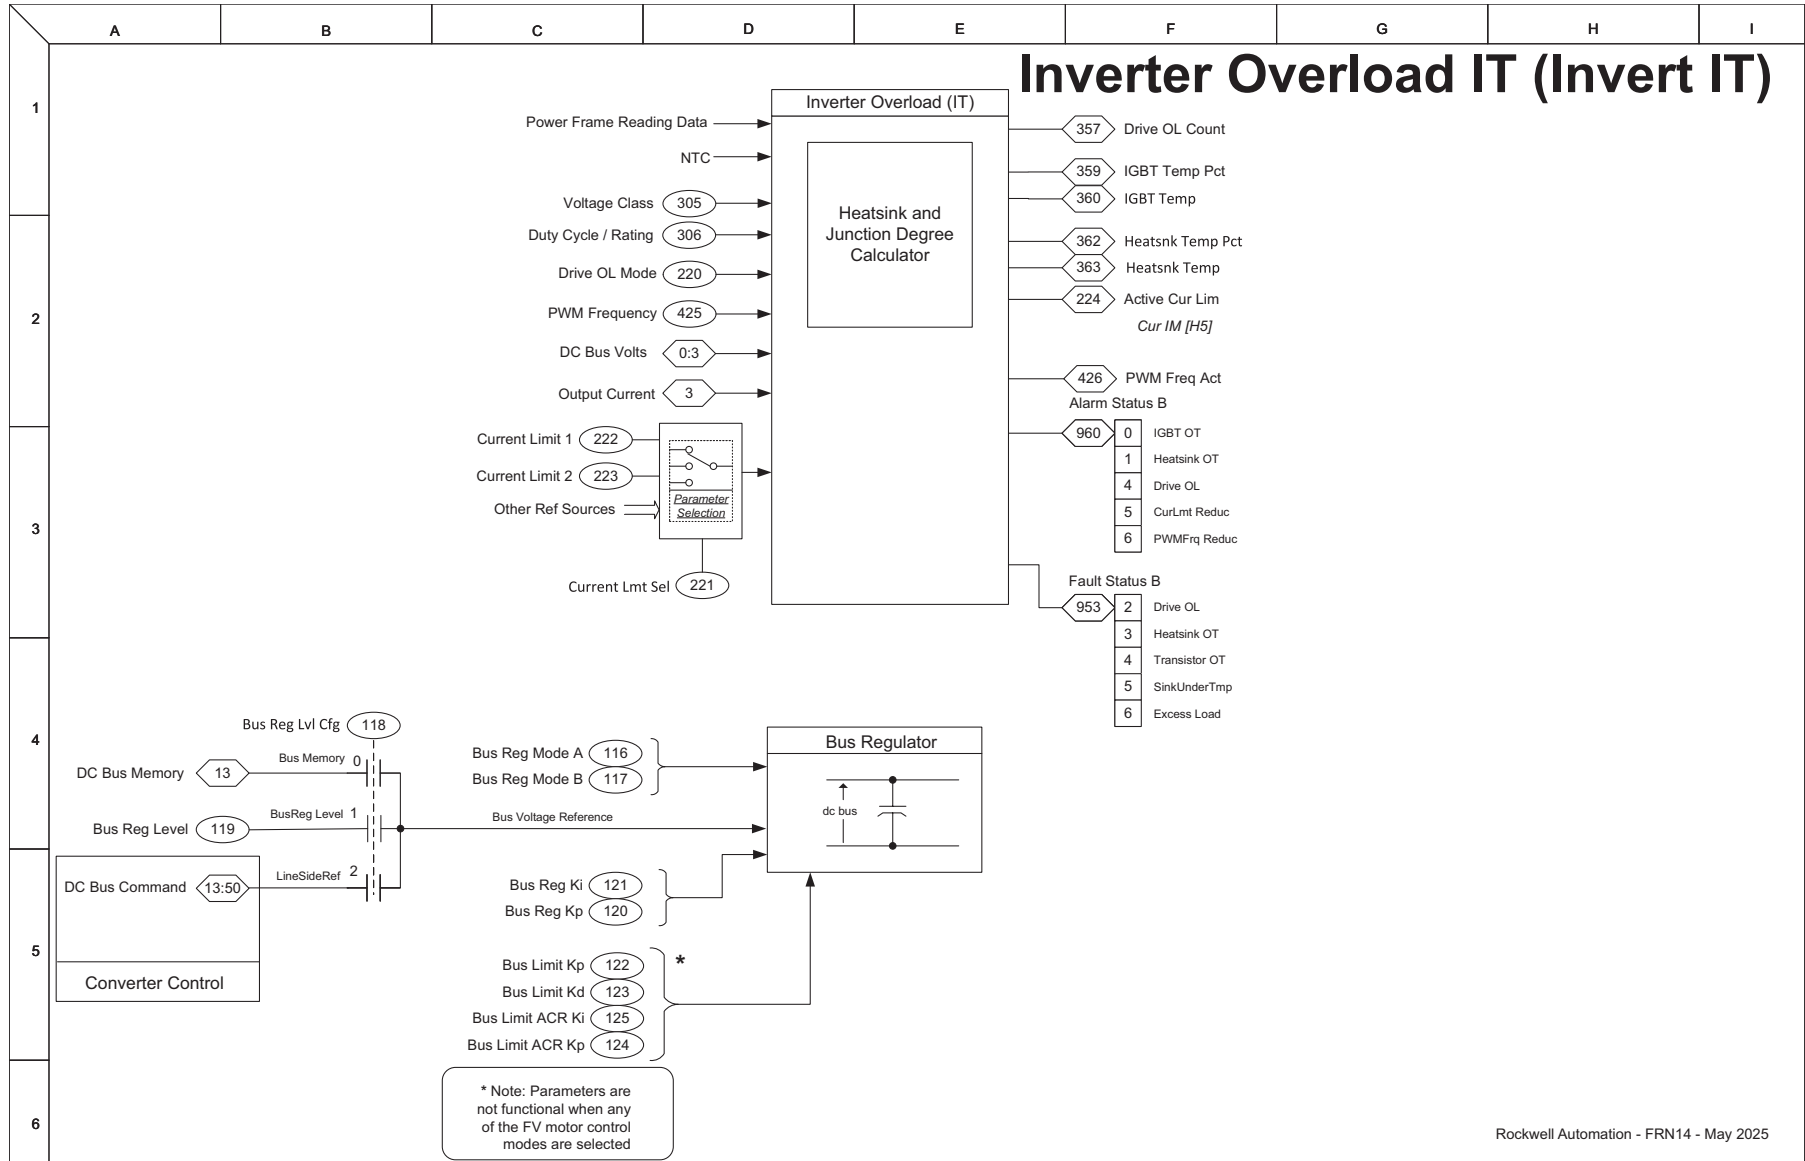 A B C D E F G H I
Inverter Overload IT (Invert IT)
1
2
3
4
5
6
Inverter Overload (IT)
Heatsink and
Junction Degree
Calculator
Power Frame Reading Data
NTC
Voltage Class 305
Duty Cycle / Rating 306
Drive OL Mode 220
PWM Frequency 425
DC Bus Volts 0:3
Output Current 3
Current Limit 1 222
Current Limit 2 223
Other Ref Sources
Parameter
Selection
Current Lmt Sel 221
357 Drive OL Count
359 IGBT Temp Pct
360 IGBT Temp
362 Heatsnk Temp Pct
363 Heatsnk Temp
224 Active Cur Lim
Cur IM [H5]
426 PWM Freq Act
Alarm Status B
960 0 IGBT OT
1 Heatsink OT
4 Drive OL
5 CurLmt Reduc
6 PWMFrq Reduc
Fault Status B
953 2 Drive OL
3 Heatsink OT
4 Transistor OT
5 SinkUnderTmp
6 Excess Load
Bus Reg Lvl Cfg 118
DC Bus Memory 13 Bus Memory 0
Bus Reg Level 119 BusReg Level 1
DC Bus Command 13:50 LineSideRef 2
Converter Control
Bus Reg Mode A 116
Bus Reg Mode B 117
Bus Voltage Reference
Bus Regulator
dc bus
Bus Reg Ki 121
Bus Reg Kp 120
Bus Limit Kp 122 *
Bus Limit Kd 123
Bus Limit ACR Ki 125
Bus Limit ACR Kp 124
* Note: Parameters are
not functional when any
of the FV motor control
modes are selected
Rockwell Automation - FRN14 - May 2025